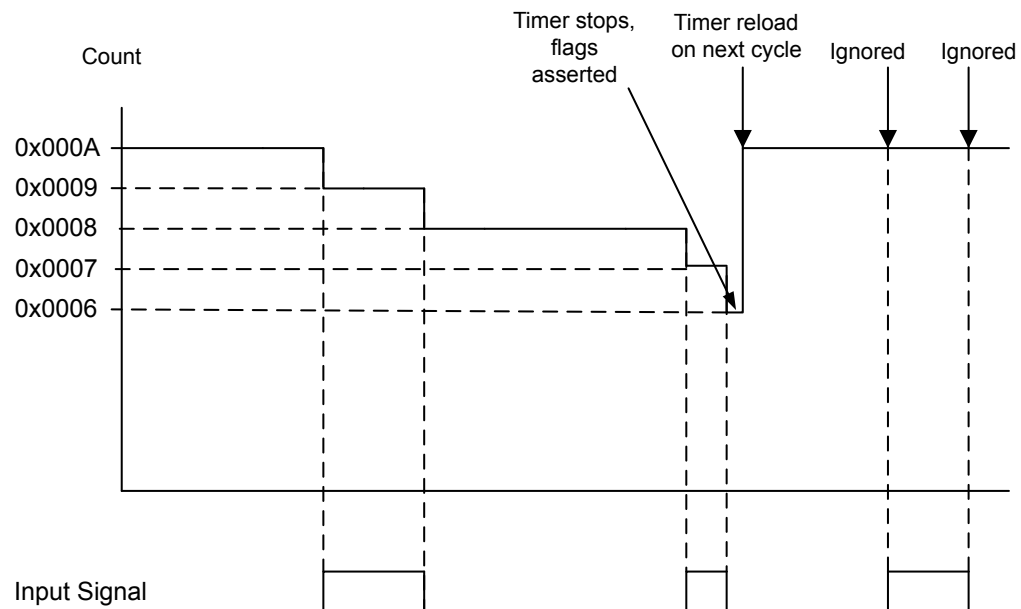 Timer stops,
flags
asserted
Timer reload
on next cycle
Ignored
Ignored
Count
0x000A
0x0009
0x0008
0x0007
0x0006
Input Signal